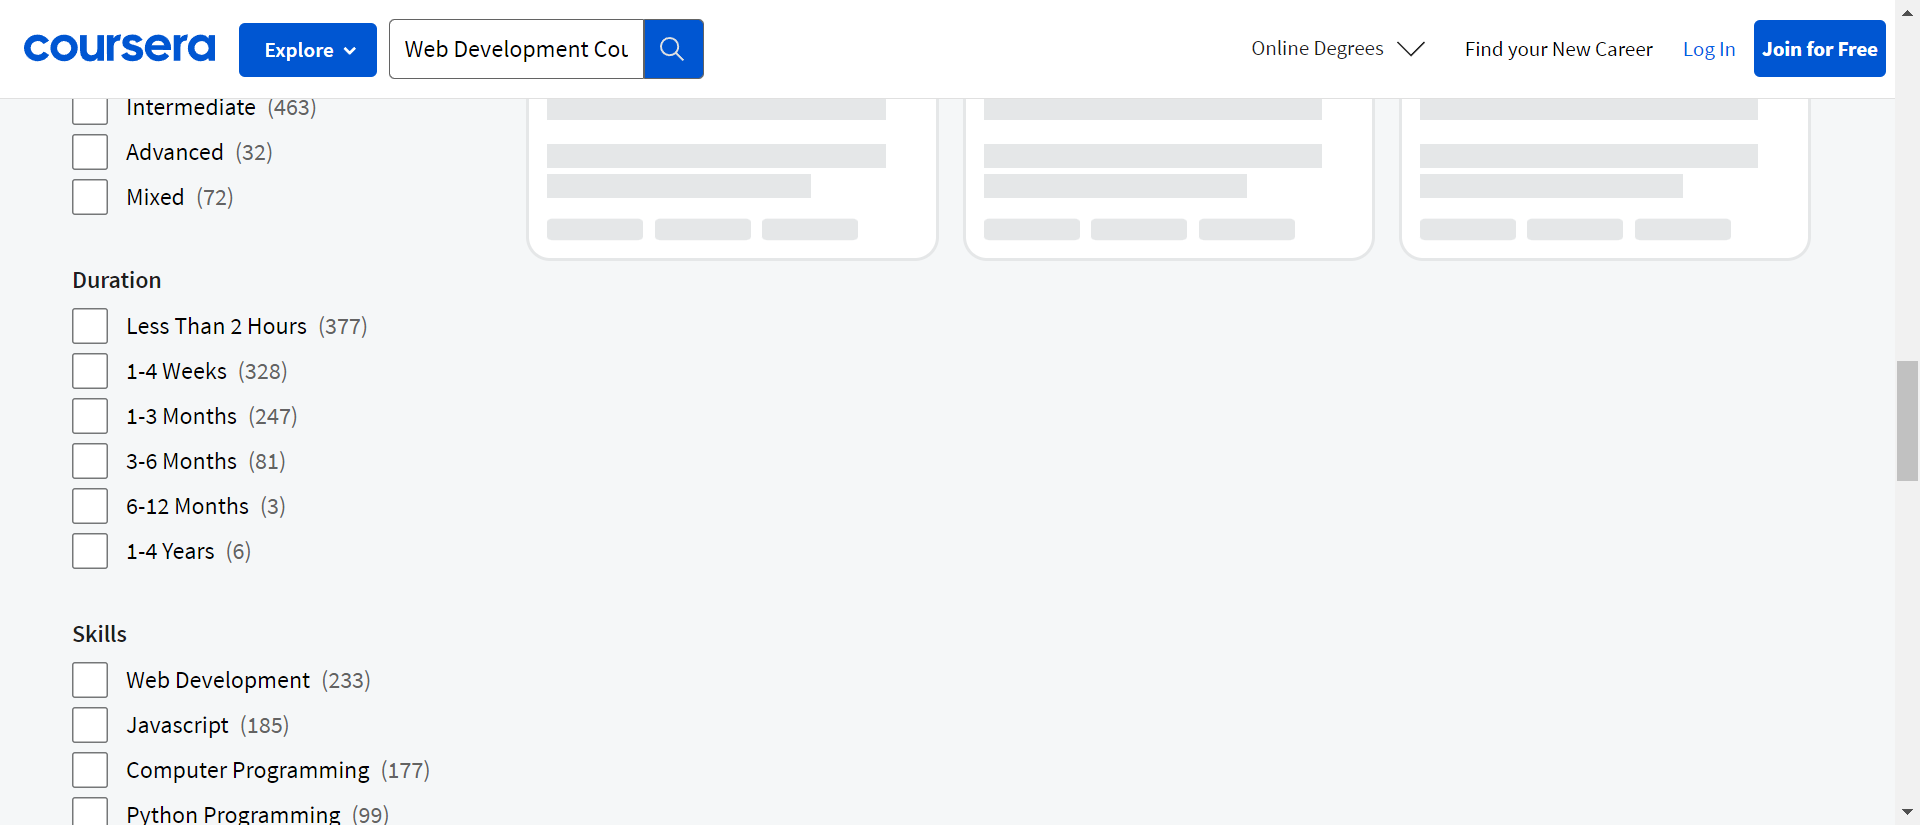 coursera
Explore
Web Development Cou
Online Degrees
Find your New Career
Log In
Join for Free
Intermediate (463)
Advanced (32)
Mixed (72)
Duration
Less Than 2 Hours (377)
1-4 Weeks (328)
1-3 Months (247)
3-6 Months (81)
6-12 Months (3)
1-4 Years (6)
Skills
Web Development (233)
Javascript (185)
Computer Programming (177)
Python Programming (99)